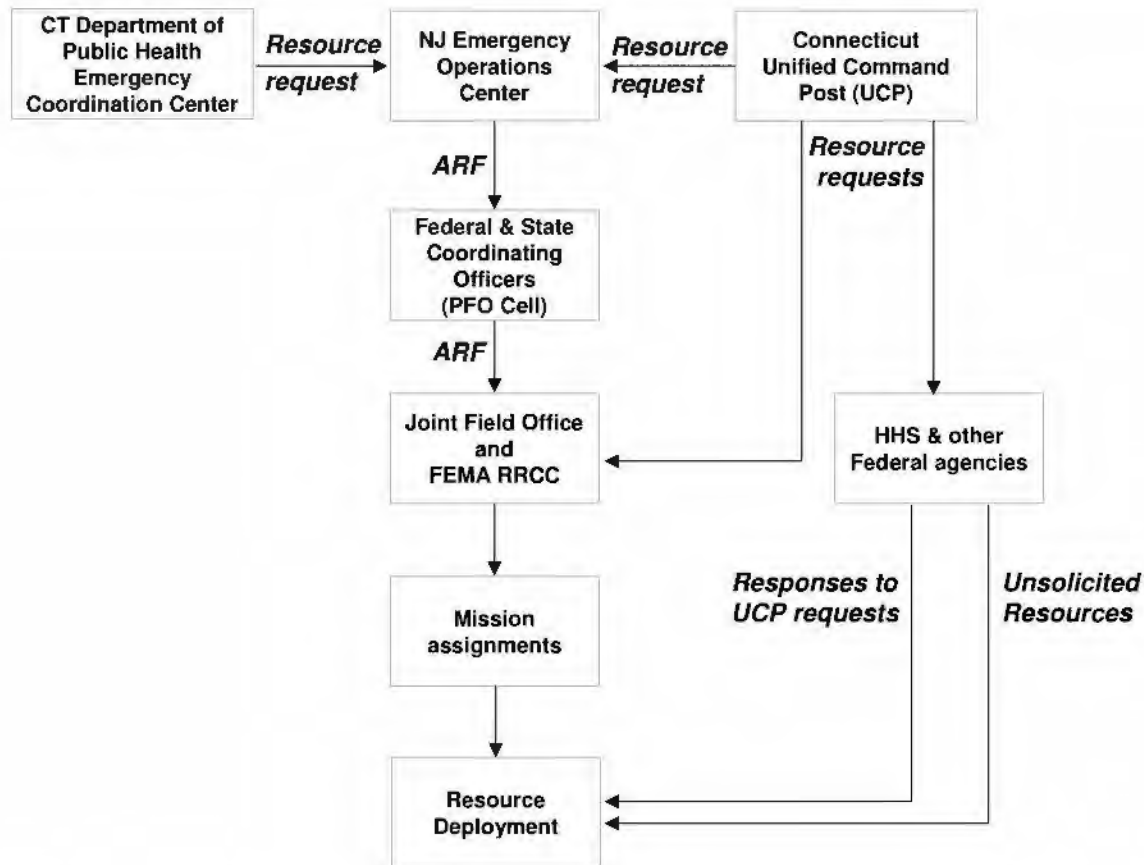 CT Department of
Public Health
Emergency
Coordination Center
Resource
request
NJ Emergency
Operations
Center
Resource
request
Connecticut
Unified Command
Post (UCP)
ARF
Resource
requests
Federal & State
Coordinating
Officers
(PFO Cell)
ARF
Joint Field Office
and
FEMA RRCC
HHS & other
Federal agencies
Mission
assignments
Responses to
UCP requests
Unsolicited
Resources
Resource
Deployment